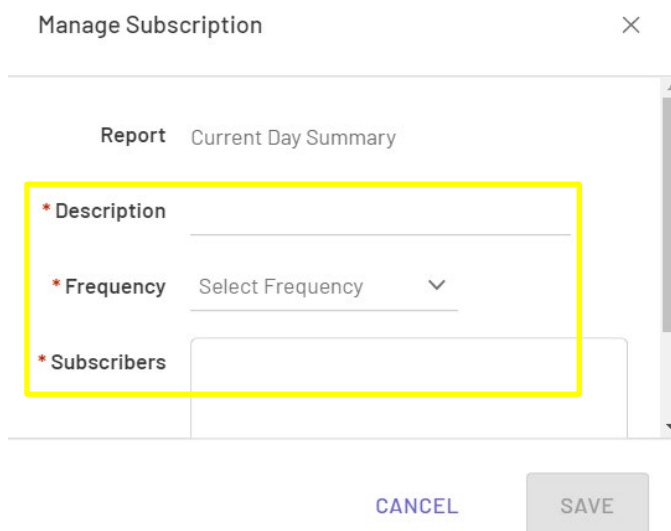 Manage Subscription
Report Current Day Summary
* Description
* Frequency Select Frequency
* Subscribers
CANCEL SAVE